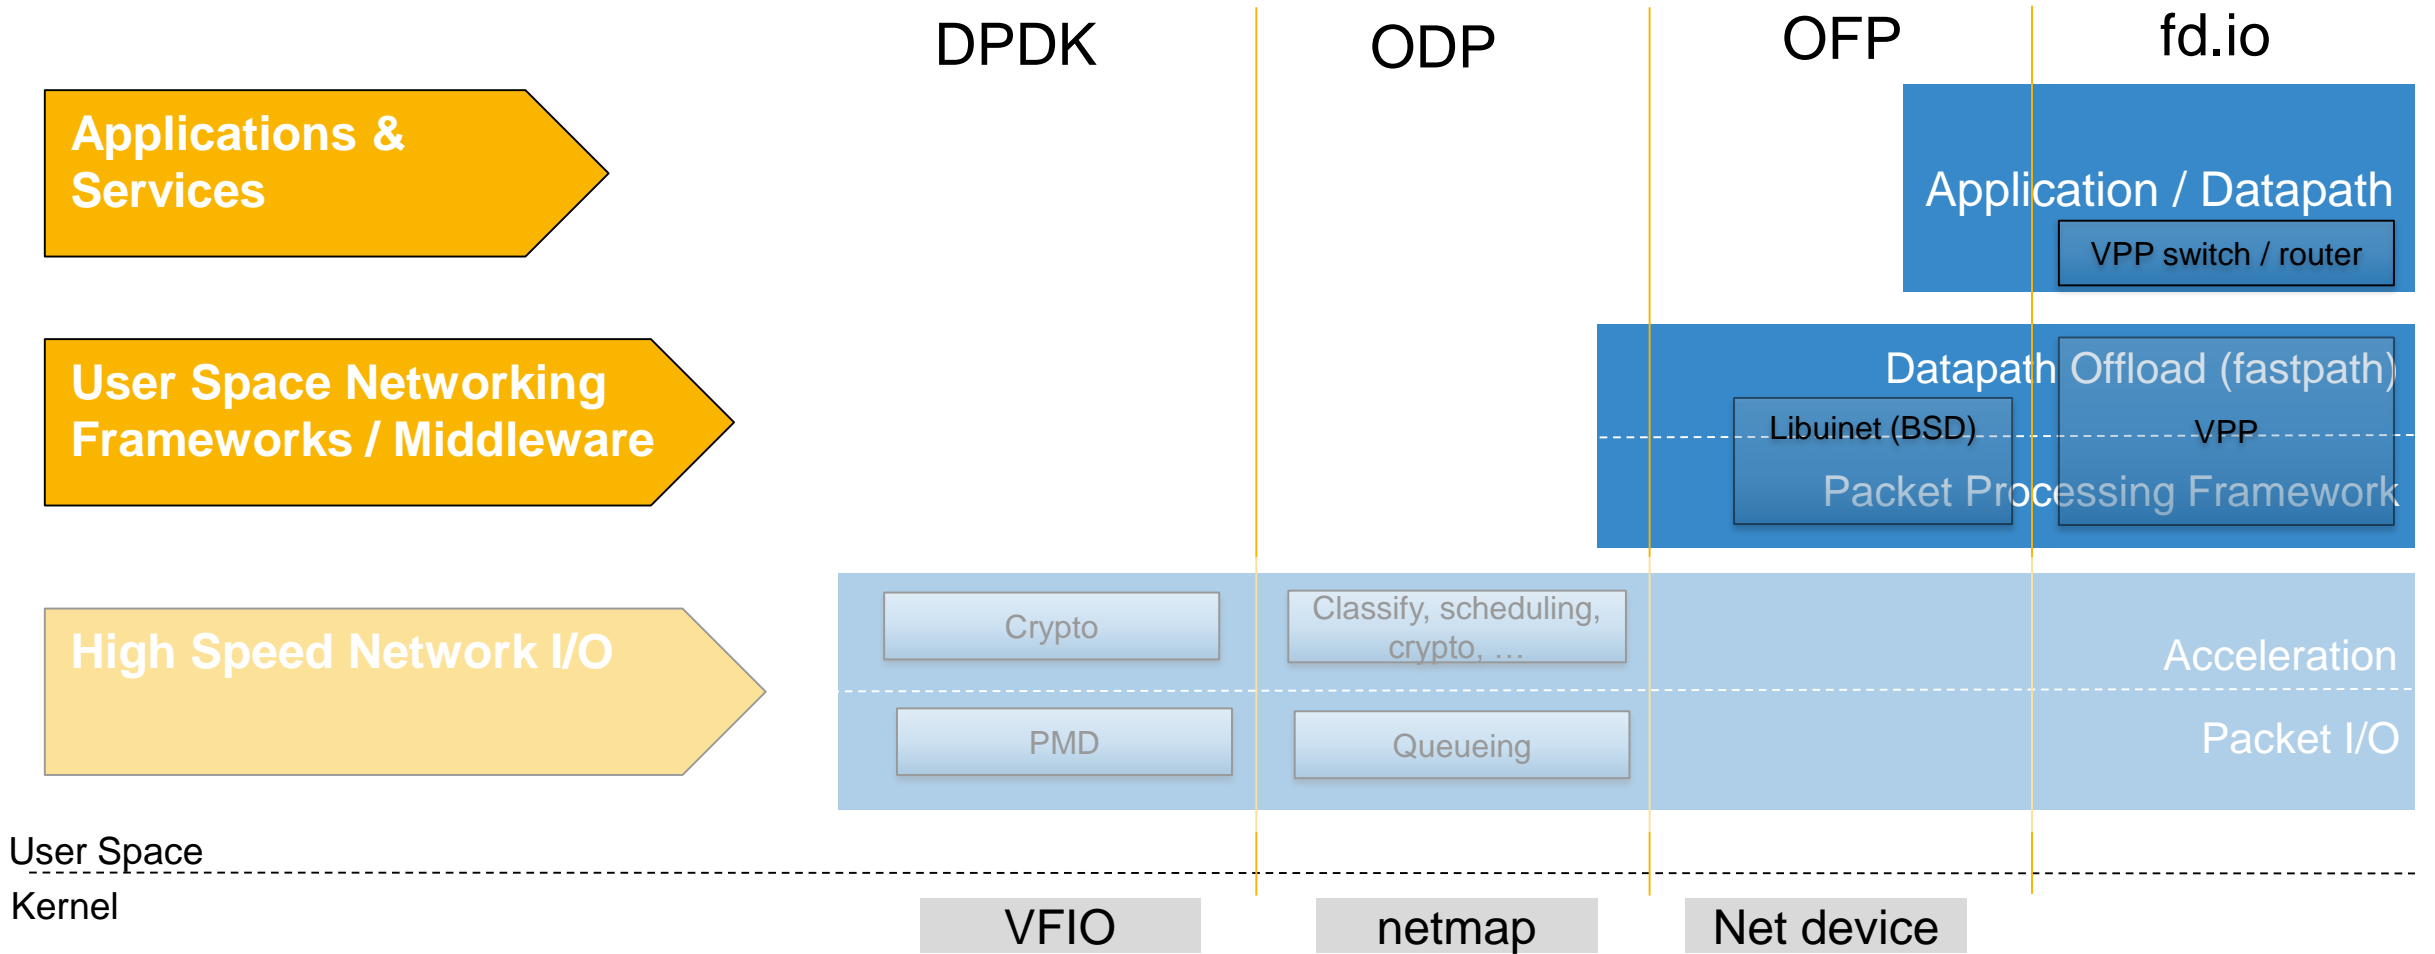 DPDK
ODP
OFP
fd.io
Applications &
Services
Application / Datapath
VPP switch / router
User Space Networking
Frameworks / Middleware
Datapath Offload (fastpath)
Libuinet (BSD)
VPP
Packet Processing Framework
High Speed Network I/O
Crypto
Classify, scheduling,
crypto, …
Acceleration
PMD
Queueing
Packet I/O
User Space
Kernel
VFIO
netmap
Net device